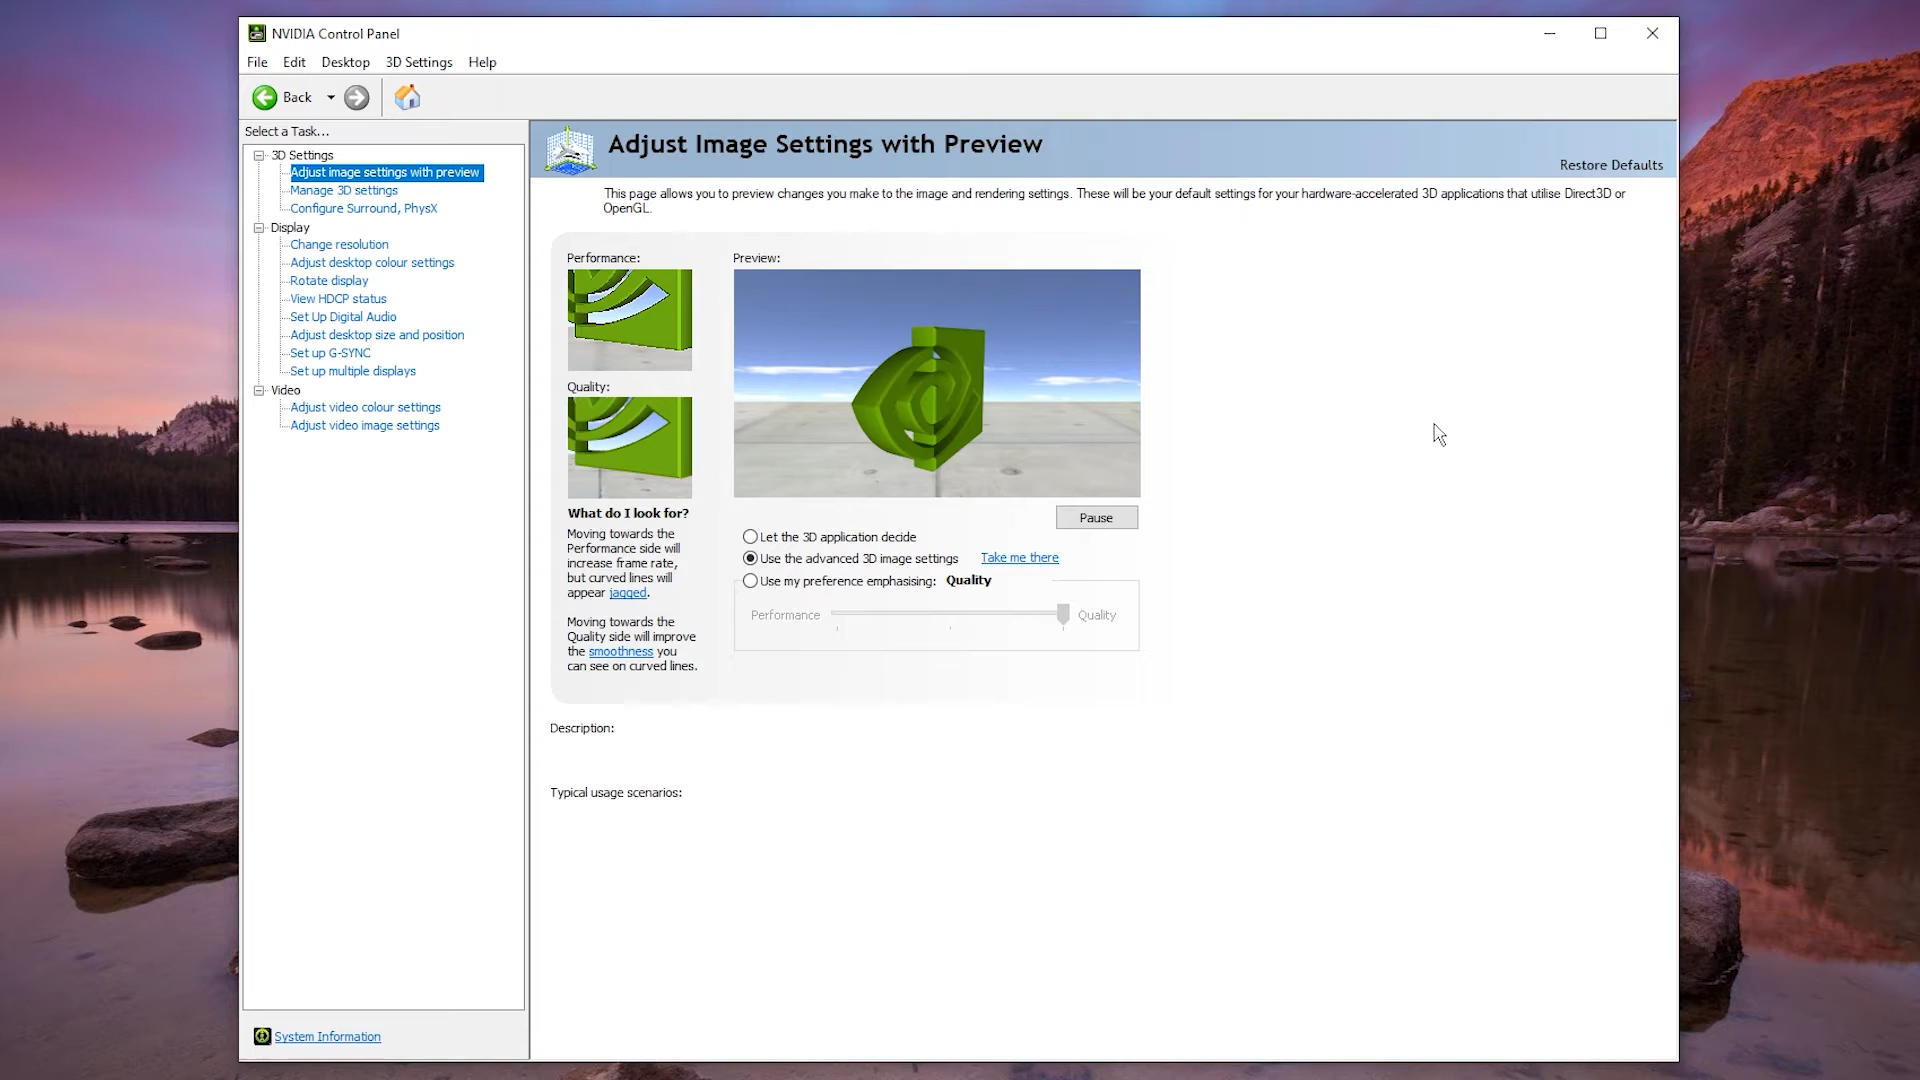 NVIDIA Control Panel
File Edit Desktop 3D Settings Help
Back
Select a Task...
3D Settings
Adjust image settings with preview
Manage 3D settings
Configure Surround, PhysX
Display
Change resolution
Adjust desktop colour settings
Rotate display
View HDCP status
Set Up Digital Audio
Adjust desktop size and position
Set up G-SYNC
Set up multiple displays
Video
Adjust video colour settings
Adjust video image settings
System Information
Adjust Image Settings with Preview
Restore Defaults
This page allows you to preview changes you make to the image and rendering settings. These will be your default settings for your hardware-accelerated 3D applications that utilise Direct3D or
OpenGL.
Performance:
Quality:
What do I look for?
Moving towards the
Performance side will
increase frame rate,
but curved lines will
appear jagged.
Moving towards the
Quality side will improve
the smoothness you
can see on curved lines.
Preview:
Pause
Let the 3D application decide
Use the advanced 3D image settings Take me there
Use my preference emphasising: Quality
Performance Quality
Description:
Typical usage scenarios: